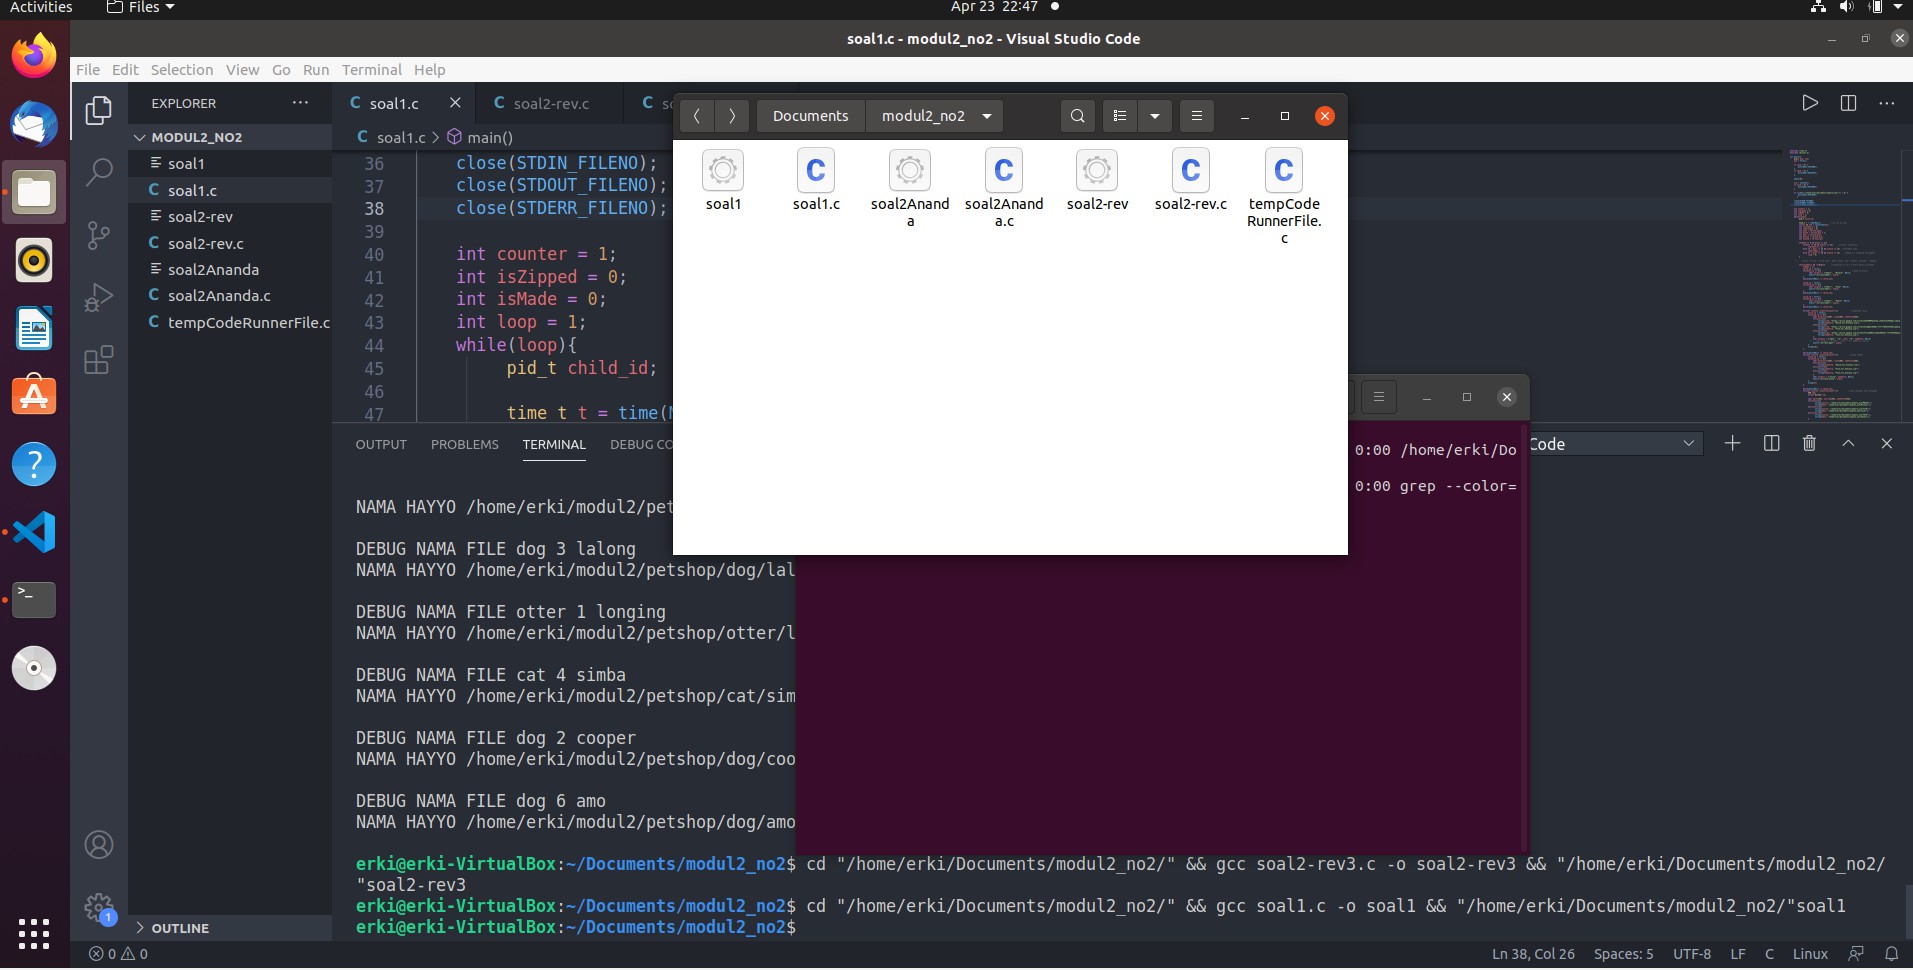 Activities
Files
Apr 23 22:47
soal1.c - modul2_no2 - Visual Studio Code
File Edit Selection View Go Run Terminal Help
EXPLORER
MODUL2_NO2
soal1
C soal1.c
soal2-rev
C soal2-rev.c
soal2Ananda
C soal2Ananda.c
C tempCodeRunnerFile.c
OUTLINE
1
C soal1.c
C soal2-rev.c
C
C soal1.c > main()
36 close(STDIN_FILENO);
37 close(STDOUT_FILENO);
38 close(STDERR_FILENO);
39
40 int counter = 1;
41 int isZipped = 0;
42 int isMade = 0;
43 int loop = 1;
44 while(loop){
45 pid_t child_id;
46
47 time_t t = time(
Documents
modul2_no2
soal1
C
soal1.c
soal2Anand
a
C
soal2Anand
a.c
soal2-rev
C
soal2-rev.c
C
tempCode
RunnerFile.
c
0:00 /home/erki/Do
0:00 grep --color=
OUTPUT PROBLEMS TERMINAL DEBUG CO
Code
NAMA HAYYO /home/erki/modul2/pet
DEBUG NAMA FILE dog 3 lalong
NAMA HAYYO /home/erki/modul2/petshop/dog/lal
DEBUG NAMA FILE otter 1 longing
NAMA HAYYO /home/erki/modul2/petshop/otter/l
DEBUG NAMA FILE cat 4 simba
NAMA HAYYO /home/erki/modul2/petshop/cat/sim
DEBUG NAMA FILE dog 2 cooper
NAMA HAYYO /home/erki/modul2/petshop/dog/coo
DEBUG NAMA FILE dog 6 amo
NAMA HAYYO /home/erki/modul2/petshop/dog/amo
erki@erki-VirtualBox:~/Documents/modul2_no2$ cd "/home/erki/Documents/modul2_no2/" && gcc soal2-rev3.c -o soal2-rev3 && "/home/erki/Documents/modul2_no2/
"soal2-rev3
erki@erki-VirtualBox:~/Documents/modul2_no2$ cd "/home/erki/Documents/modul2_no2/" && gcc soal1.c -o soal1 && "/home/erki/Documents/modul2_no2/"soal1
erki@erki-VirtualBox:~/Documents/modul2_no2$
0 0
Ln 38, Col 26 Spaces: 5 UTF-8 LF C Linux